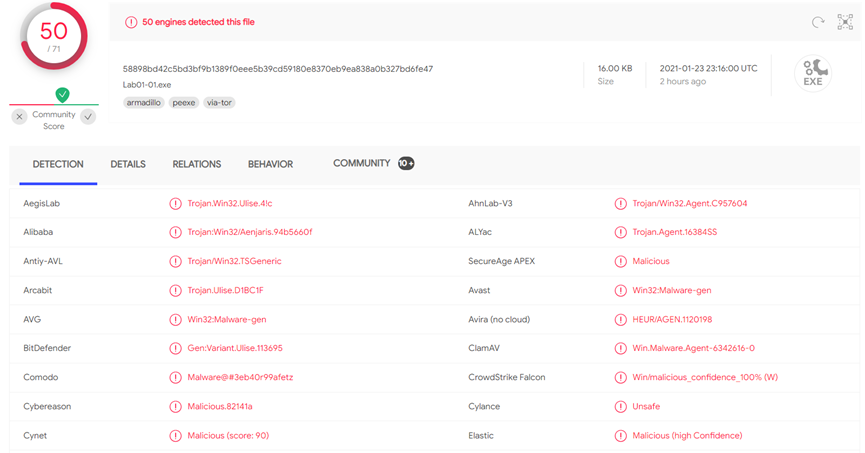 50
/ 71
50 engines detected this file
58898bd42c5bd3bf9b1389f0eee5b39cd59180e8370eb9ea838a0b327bd6fe47
Lab01-01.exe
armadillo peexe via-tor
16.00 KB
Size
2021-01-23 23:16:00 UTC
2 hours ago
EXE
Community
Score
DETECTION DETAILS RELATIONS BEHAVIOR COMMUNITY 10+
AegisLab Trojan.Win32.Ulise.4!c AhnLab-V3 Trojan/Win32.Agent.C957604
Alibaba Trojan:Win32/Aenjaris.94b5660f ALYac Trojan.Agent.16384SS
Antiy-AVL Trojan/Win32.TSGeneric SecureAge APEX Malicious
Arcabit Trojan.Ulise.D1BC1F Avast Win32:Malware-gen
AVG Win32:Malware-gen Avira (no cloud) HEUR/AGEN.1120198
BitDefender Gen:Variant.Ulise.113695 ClamAV Win.Malware.Agent-6342616-0
Comodo Malware@#3eb40r99afetz CrowdStrike Falcon Win/malicious_confidence_100% (W)
Cybereason Malicious.82141a Cylance Unsafe
Cynet Malicious (score: 90) Elastic Malicious (high Confidence)